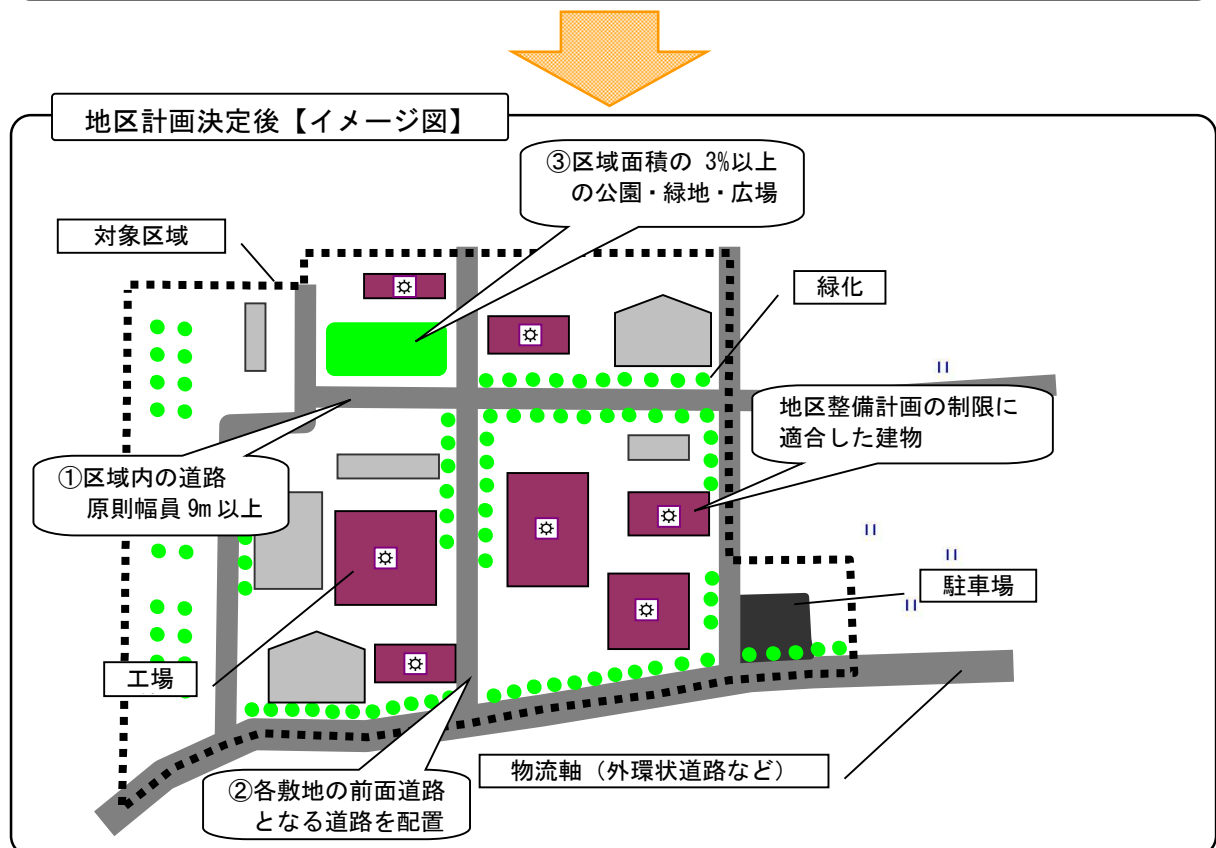 地区計画決定後【イメージ図】
③区域面積の 3%以上
の公園・緑地・広場
対象区域
緑化
地区整備計画の制限に
適合した建物
①区域内の道路
原則幅員 9m 以上
駐車場
工場
物流軸(外環状道路など)
②各敷地の前面道路
となる道路を配置